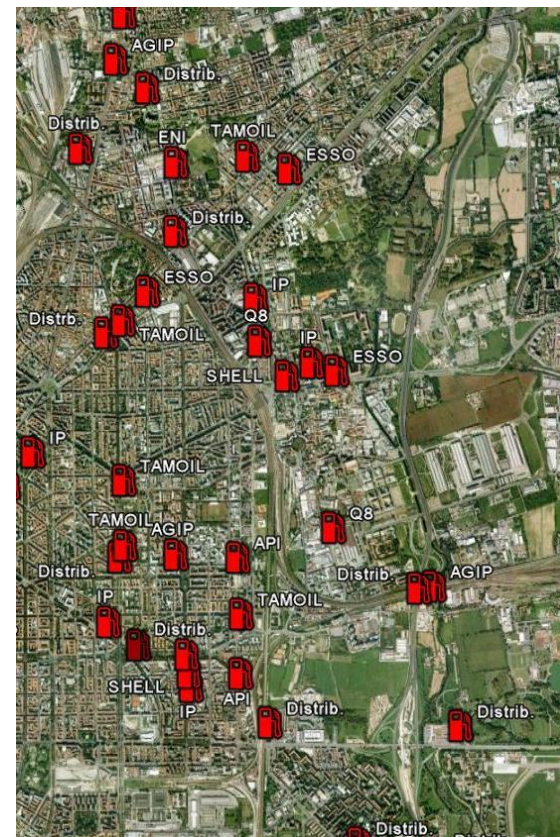 AGIP
Distrib.
Distrib.
ENI
TAMOIL
ESSO
Distrib.
ESSO
IP
Distrb.
TAMOIL
Q8
IP
ESSO
SHELL
IP
TAMOIL
Q8
TAMOIL
AGIP
API
Distrib.
Distrib.
AGIP
IP
TAMOIL
Distrib.
SHELL
IP
API
Distrib.
Distrib.
Distrib.